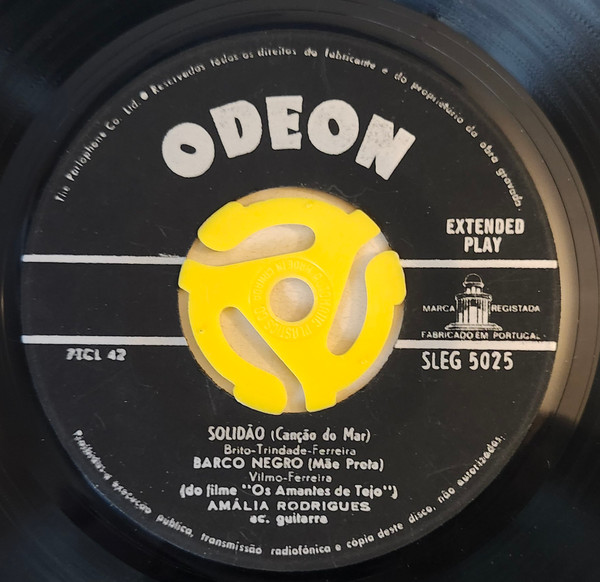 The Parlophone Co. Ltd. ● Reservados todos os direitos do fabricante e do proprietário da obra gravada.
ODEON
EXTENDED
PLAY
MARCA REGISTADA
FABRICADO EM PORTUGAL
7TCL 42
SLEG 5025
SOLIDÃO (Canção do Mar)
Brito-Trindade-Ferreira
BARCO NEGRO (Mãe Preta)
Vilmo-Ferreira
(do filme "Os Amantes de Tejo")
AMÁLIA RODRIGUES
ac. guitarra
Proibidas a execução pública, transmissão radiofónica e cópia deste disco, não autorizadas.